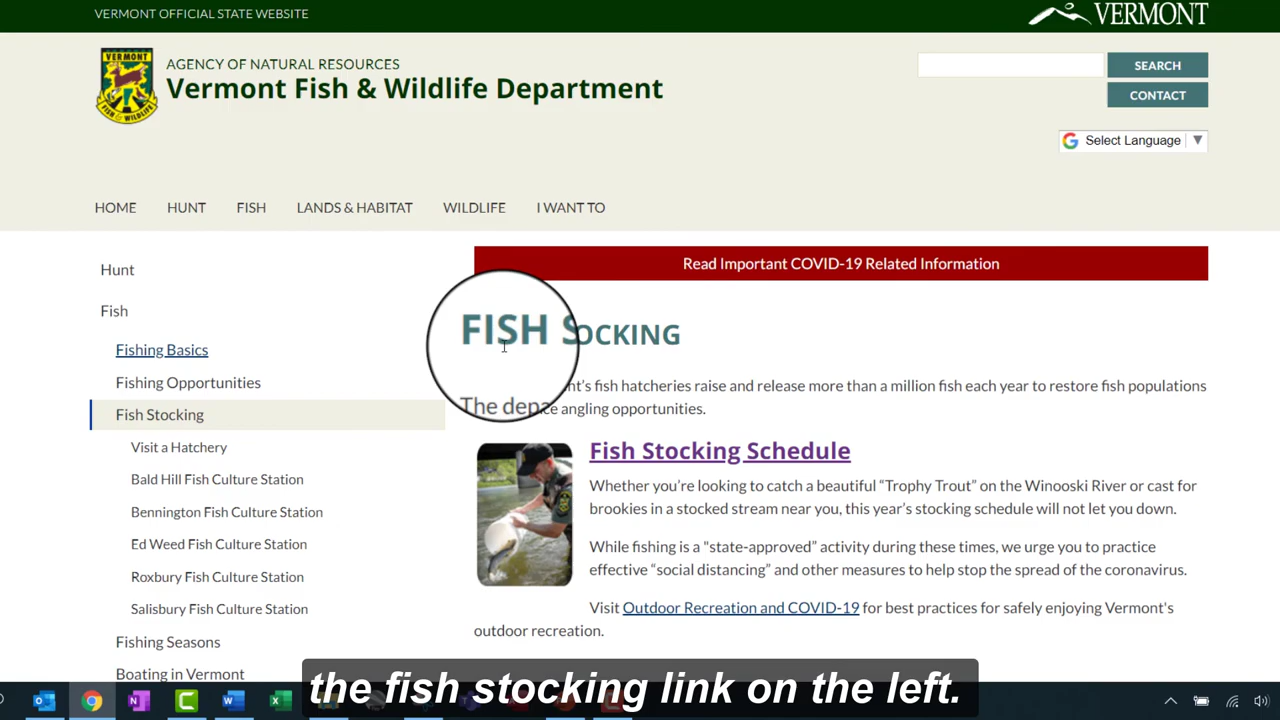 VERMONT OFFICIAL STATE WEBSITE
VERMONT
VERMONT
FISH & WILDLIFE
AGENCY OF NATURAL RESOURCES
Vermont Fish & Wildlife Department
SEARCH
CONTACT
G Select Language ▼
HOME HUNT FISH LANDS & HABITAT WILDLIFE I WANT TO
Hunt
Fish
Fishing Basics
Fishing Opportunities
Fish Stocking
Visit a Hatchery
Bald Hill Fish Culture Station
Bennington Fish Culture Station
Ed Weed Fish Culture Station
Roxbury Fish Culture Station
Salisbury Fish Culture Station
Fishing Seasons
Boating in Vermont
Read Important COVID-19 Related Information
FISH SOCKING
The depa
nt's fish hatcheries raise and release more than a million fish each year to restore fish populations
ce angling opportunities.
Fish Stocking Schedule
Whether you're looking to catch a beautiful “Trophy Trout” on the Winooski River or cast for
brookies in a stocked stream near you, this year's stocking schedule will not let you down.
While fishing is a "state-approved” activity during these times, we urge you to practice
effective “social distancing” and other measures to help stop the spread of the coronavirus.
Visit Outdoor Recreation and COVID-19 for best practices for safely enjoying Vermont's
outdoor recreation.
the fish stocking link on the left.